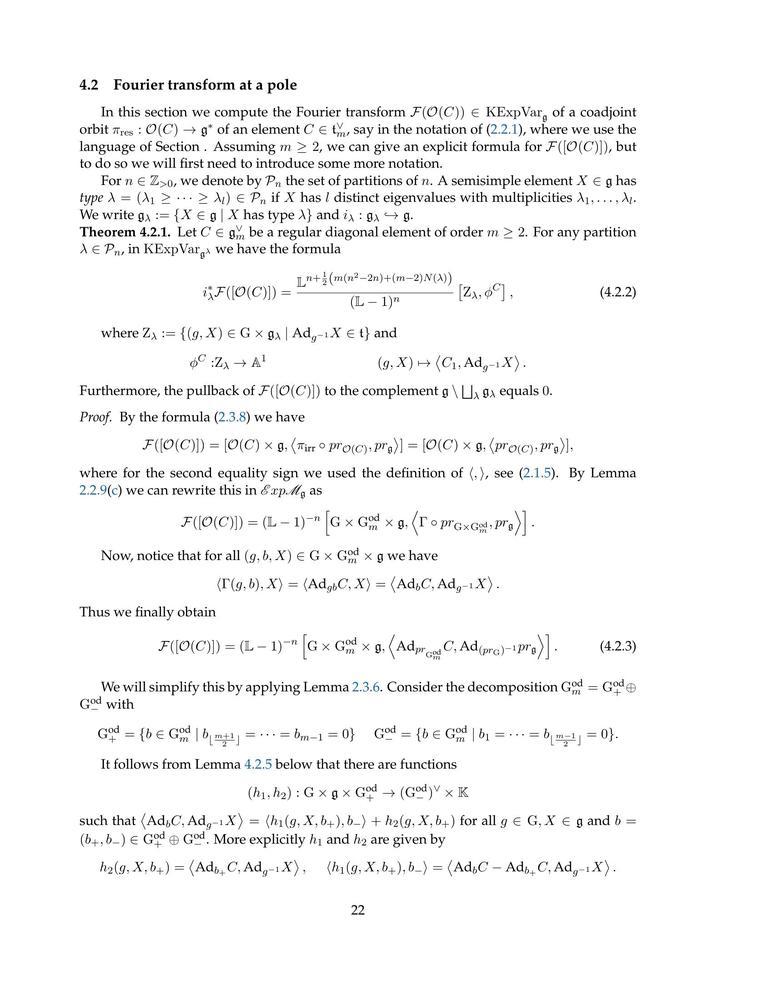 4.2 Fourier transform at a pole
In this section we compute the Fourier transform $\mathcal{F}(\mathcal{O}(C)) \in \mathrm{KExpVar}_{\mathfrak{g}}$ of a coadjoint
orbit $\pi_{\mathrm{res}} : \mathcal{O}(C) \to \mathfrak{g}^*$ of an element $C \in \mathfrak{t}_m^\vee$, say in the notation of (2.2.1), where we use the
language of Section . Assuming $m \geq 2$, we can give an explicit formula for $\mathcal{F}([\mathcal{O}(C)])$, but
to do so we will first need to introduce some more notation.
For $n \in \mathbb{Z}_{>0}$, we denote by $\mathcal{P}_n$ the set of partitions of $n$. A semisimple element $X \in \mathfrak{g}$ has
type $\lambda = (\lambda_1 \geq \cdots \geq \lambda_l) \in \mathcal{P}_n$ if $X$ has $l$ distinct eigenvalues with multiplicities $\lambda_1, \ldots, \lambda_l$.
We write $\mathfrak{g}_\lambda := \{X \in \mathfrak{g} \mid X \text{ has type } \lambda\}$ and $i_\lambda : \mathfrak{g}_\lambda \hookrightarrow \mathfrak{g}$.
Theorem 4.2.1. Let $C \in \mathfrak{g}_m^\vee$ be a regular diagonal element of order $m \geq 2$. For any partition
$\lambda \in \mathcal{P}_n$, in $\mathrm{KExpVar}_{\mathfrak{g}^\lambda}$ we have the formula
$i_\lambda^* \mathcal{F}([\mathcal{O}(C)]) = \frac{\mathbb{L}^{n+\frac{1}{2}(m(n^2-2n)+(m-2)N(\lambda))}}{(\mathbb{L}-1)^n} \left[\mathrm{Z}_\lambda, \phi^C\right],$ (4.2.2)
where $\mathrm{Z}_\lambda := \{(g, X) \in \mathrm{G} \times \mathfrak{g}_\lambda \mid \mathrm{Ad}_{g^{-1}} X \in \mathfrak{t}\}$ and
$\phi^C : \mathrm{Z}_\lambda \to \mathbb{A}^1 \qquad (g, X) \mapsto \langle C_1, \mathrm{Ad}_{g^{-1}} X \rangle.$
Furthermore, the pullback of $\mathcal{F}([\mathcal{O}(C)])$ to the complement $\mathfrak{g} \setminus \bigsqcup_\lambda \mathfrak{g}_\lambda$ equals 0.
Proof. By the formula (2.3.8) we have
$\mathcal{F}([\mathcal{O}(C)]) = [\mathcal{O}(C) \times \mathfrak{g}, \langle \pi_{\mathrm{irr}} \circ pr_{\mathcal{O}(C)}, pr_{\mathfrak{g}} \rangle] = [\mathcal{O}(C) \times \mathfrak{g}, \langle pr_{\mathcal{O}(C)}, pr_{\mathfrak{g}} \rangle],$
where for the second equality sign we used the definition of $\langle, \rangle$, see (2.1.5). By Lemma
2.2.9(c) we can rewrite this in $\mathscr{E}xp\mathscr{M}_{\mathfrak{g}}$ as
$\mathcal{F}([\mathcal{O}(C)]) = (\mathbb{L}-1)^{-n} \left[\mathrm{G} \times \mathrm{G}_m^{\mathrm{od}} \times \mathfrak{g}, \left\langle \Gamma \circ pr_{\mathrm{G} \times \mathrm{G}_m^{\mathrm{od}}}, pr_{\mathfrak{g}} \right\rangle\right].$
Now, notice that for all $(g, b, X) \in \mathrm{G} \times \mathrm{G}_m^{\mathrm{od}} \times \mathfrak{g}$ we have
$\langle \Gamma(g, b), X \rangle = \langle \mathrm{Ad}_{gb} C, X \rangle = \langle \mathrm{Ad}_b C, \mathrm{Ad}_{g^{-1}} X \rangle.$
Thus we finally obtain
$\mathcal{F}([\mathcal{O}(C)]) = (\mathbb{L}-1)^{-n} \left[\mathrm{G} \times \mathrm{G}_m^{\mathrm{od}} \times \mathfrak{g}, \left\langle \mathrm{Ad}_{pr_{\mathrm{G}_m^{\mathrm{od}}}} C, \mathrm{Ad}_{(pr_{\mathrm{G}})^{-1}} pr_{\mathfrak{g}} \right\rangle\right].$ (4.2.3)
We will simplify this by applying Lemma 2.3.6. Consider the decomposition $\mathrm{G}_m^{\mathrm{od}} = \mathrm{G}_+^{\mathrm{od}} \oplus$
$\mathrm{G}_-^{\mathrm{od}}$ with
$\mathrm{G}_+^{\mathrm{od}} = \{b \in \mathrm{G}_m^{\mathrm{od}} \mid b_{\lfloor \frac{m+1}{2} \rfloor} = \cdots = b_{m-1} = 0\} \quad \mathrm{G}_-^{\mathrm{od}} = \{b \in \mathrm{G}_m^{\mathrm{od}} \mid b_1 = \cdots = b_{\lfloor \frac{m-1}{2} \rfloor} = 0\}.$
It follows from Lemma 4.2.5 below that there are functions
$(h_1, h_2) : \mathrm{G} \times \mathfrak{g} \times \mathrm{G}_+^{\mathrm{od}} \to (\mathrm{G}_-^{\mathrm{od}})^\vee \times \mathbb{K}$
such that $\langle \mathrm{Ad}_b C, \mathrm{Ad}_{g^{-1}} X \rangle = \langle h_1(g, X, b_+), b_- \rangle + h_2(g, X, b_+)$ for all $g \in \mathrm{G}, X \in \mathfrak{g}$ and $b =$
$(b_+, b_-) \in \mathrm{G}_+^{\mathrm{od}} \oplus \mathrm{G}_-^{\mathrm{od}}$. More explicitly $h_1$ and $h_2$ are given by
$h_2(g, X, b_+) = \langle \mathrm{Ad}_{b_+} C, \mathrm{Ad}_{g^{-1}} X \rangle, \quad \langle h_1(g, X, b_+), b_- \rangle = \langle \mathrm{Ad}_b C - \mathrm{Ad}_{b_+} C, \mathrm{Ad}_{g^{-1}} X \rangle.$
22